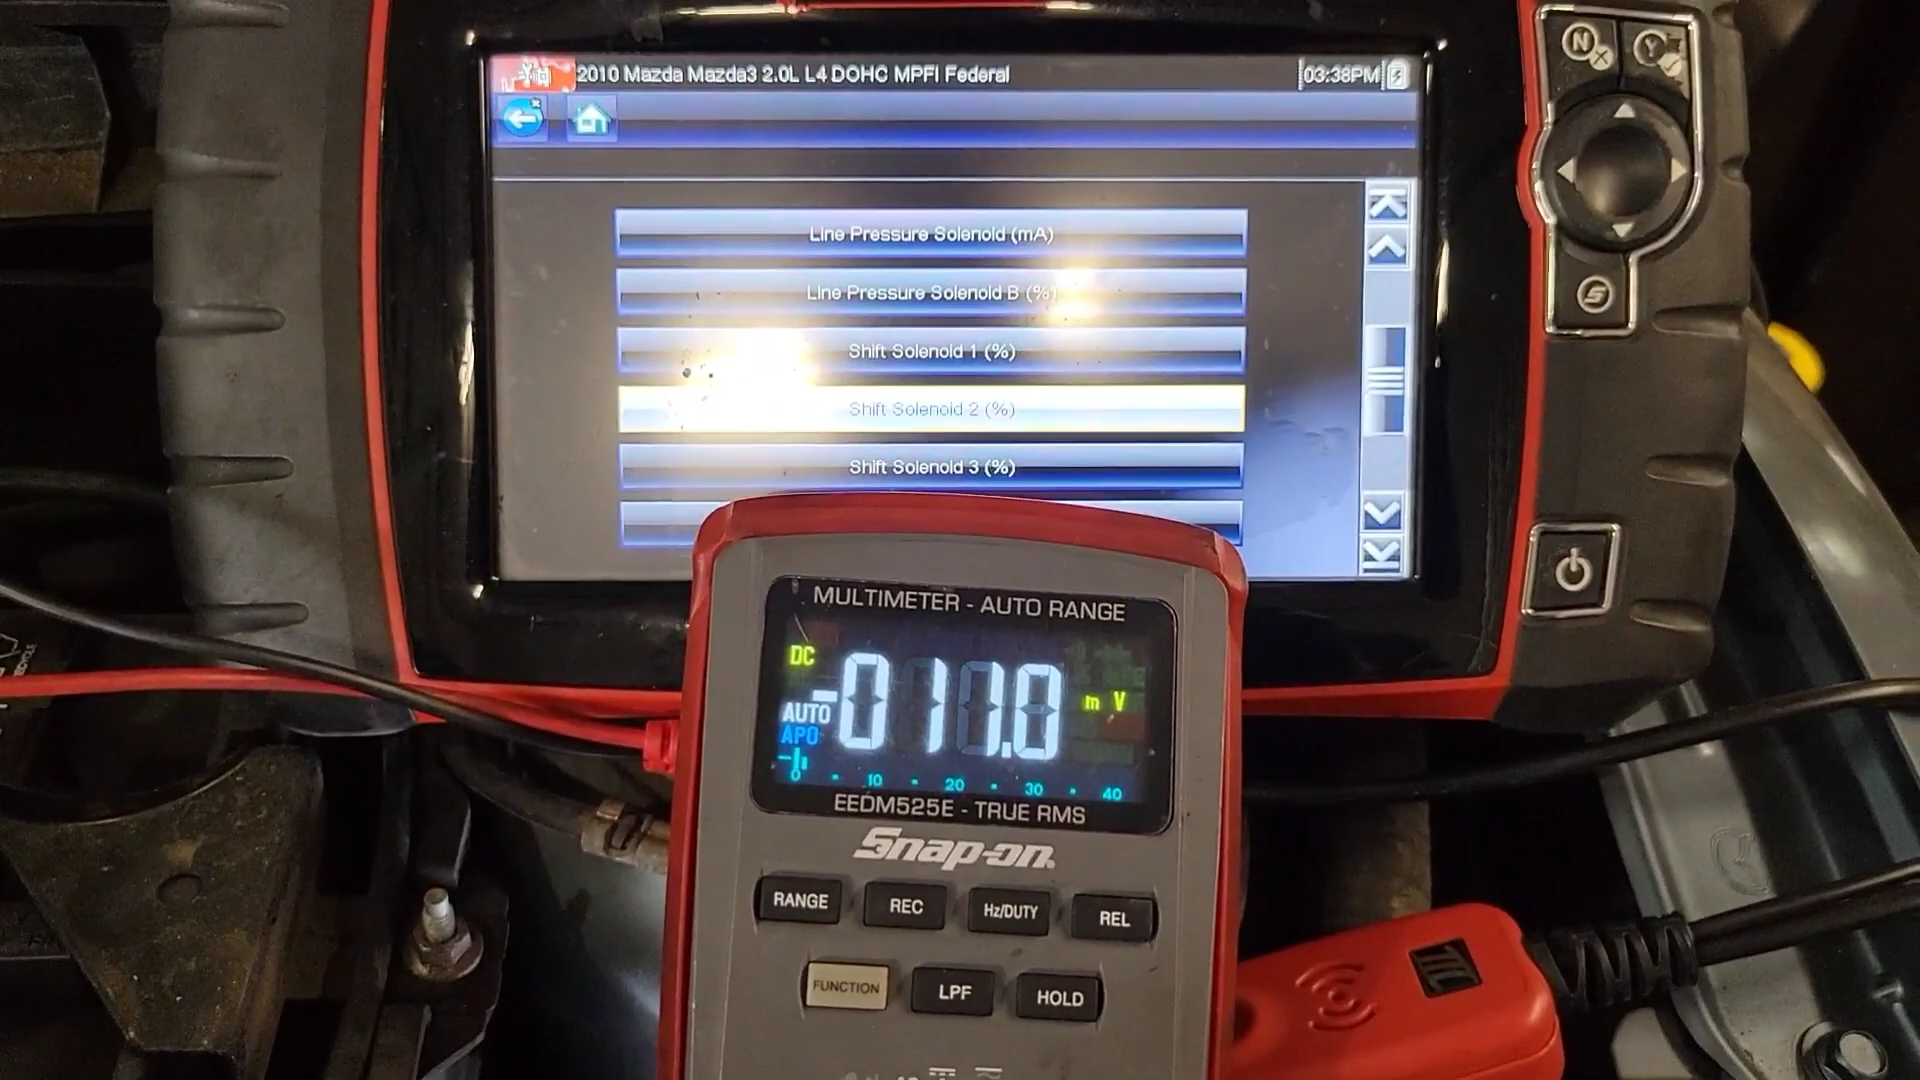 2010 Mazda Mazda3 2.0L L4 DOHC MPFI Federal
03:38PM
N
Y
Line Pressure Solenoid (mA)
Line Pressure Solenoid B (%)
Shift Solenoid 1 (%)
Shift Solenoid 2 (%)
Shift Solenoid 3 (%)
S
MULTIMETER - AUTO RANGE
DC
-011.0
m V
AUTO
APO
0 10 20 30 40
EEDM525E - TRUE RMS
Snap-on
RANGE
REC
Hz/DUTY
REL
FUNCTION
LPF
HOLD